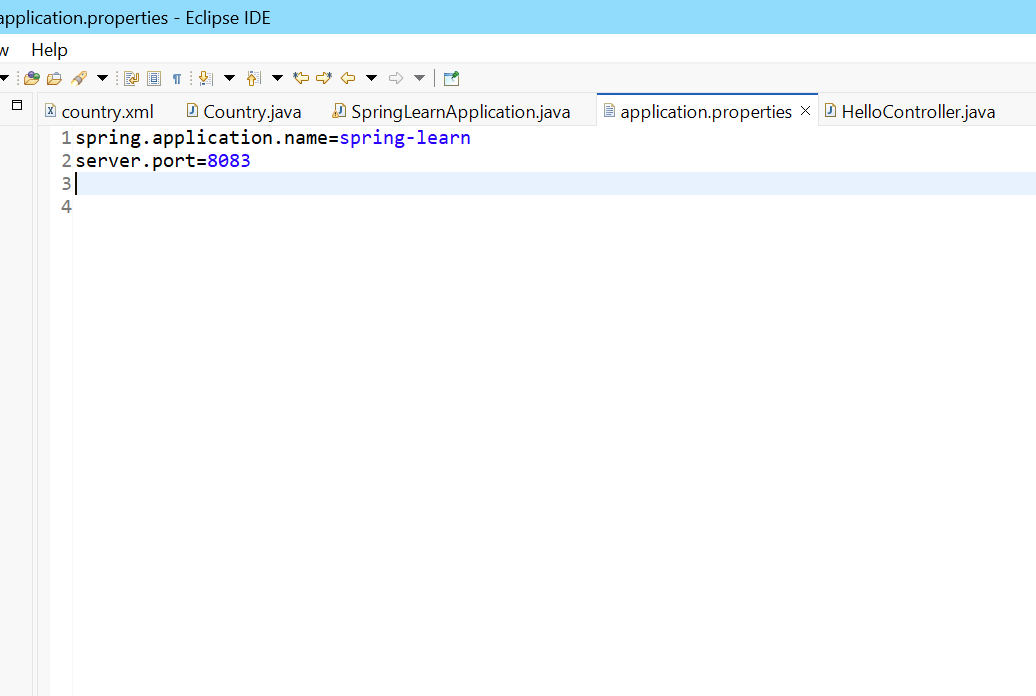 application.properties - Eclipse IDE
w Help
country.xml Country.java SpringLearnApplication.java application.properties HelloController.java
1 spring.application.name=spring-learn
2 server.port=8083
3
4